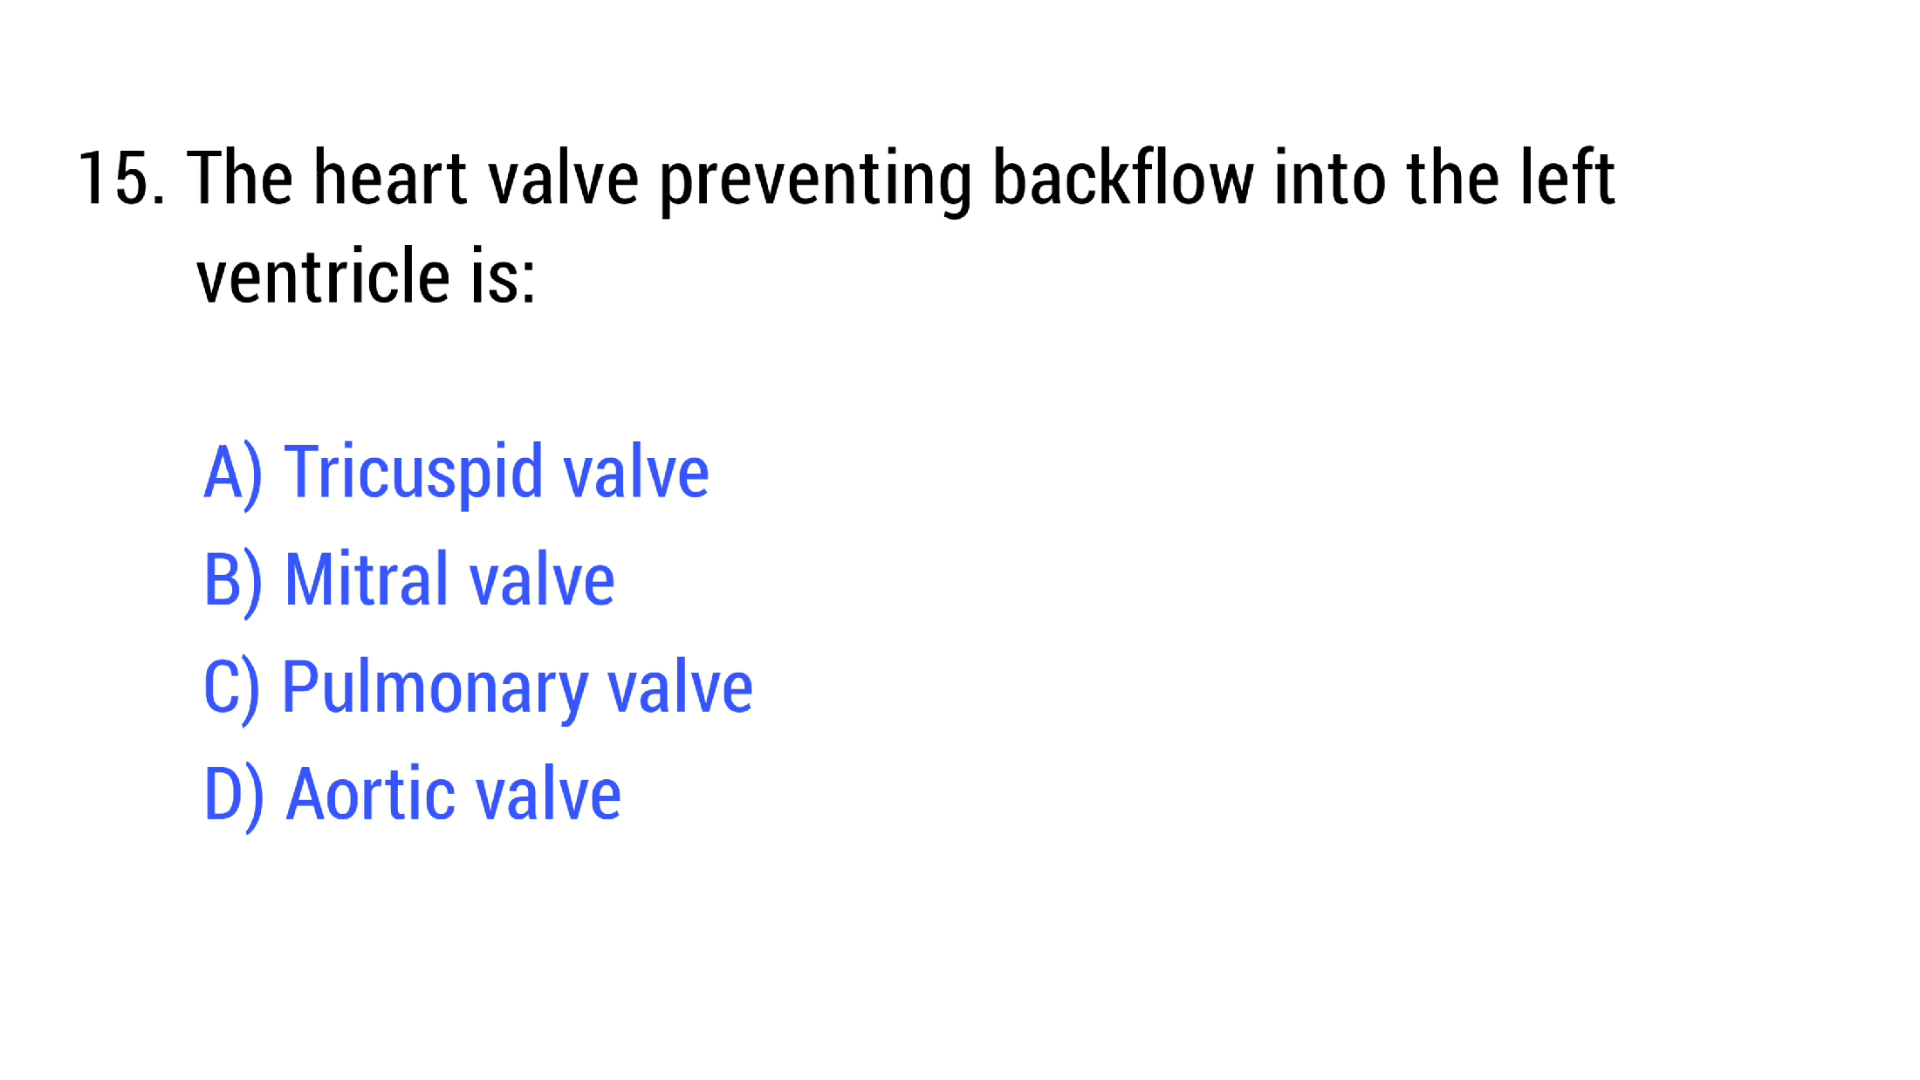 15. The heart valve preventing backflow into the left
ventricle is:
A) Tricuspid valve
B) Mitral valve
C) Pulmonary valve
D) Aortic valve